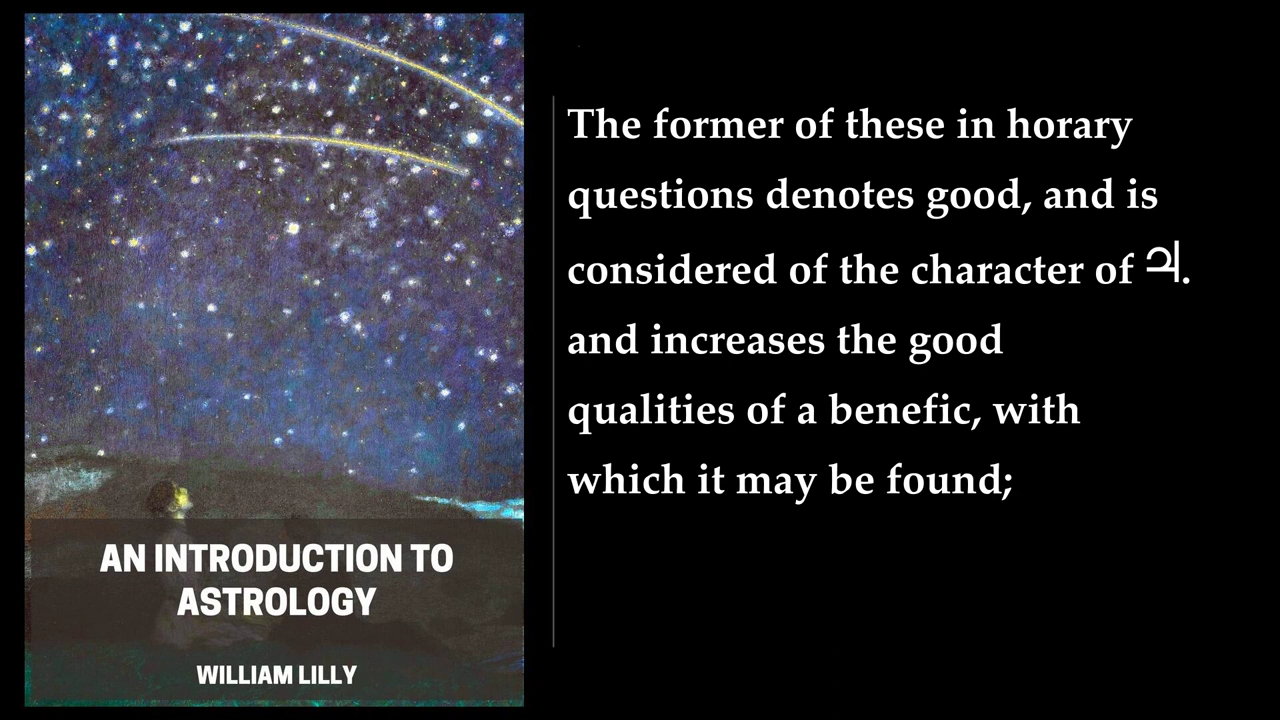 The former of these in horary
questions denotes good, and is
considered of the character of ♃.
and increases the good
qualities of a benefic, with
which it may be found;
AN INTRODUCTION TO
ASTROLOGY
WILLIAM LILLY